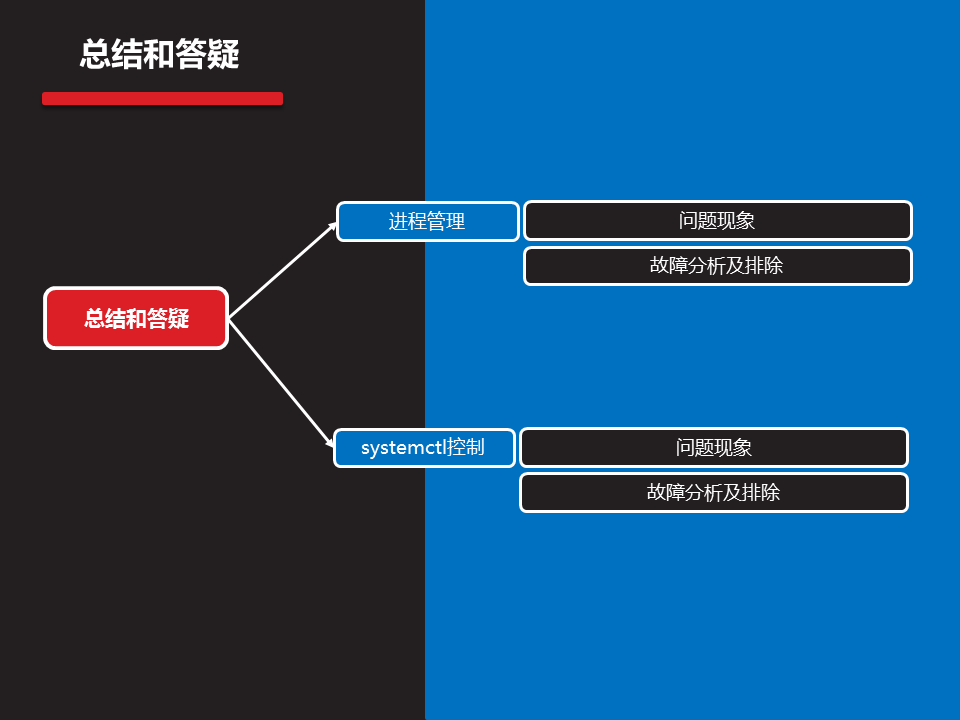 总结和答疑
进程管理
问题现象
故障分析及排除
总结和答疑
systemctl控制
问题现象
故障分析及排除